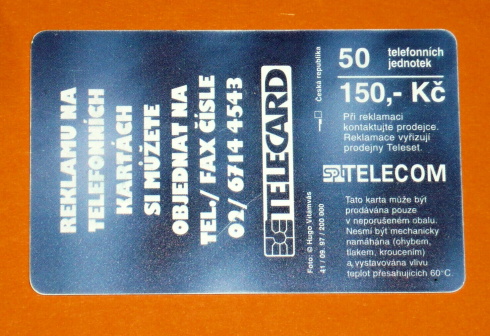 REKLAMU NA
TELEFONNÍCH
KARTÁCH
SI MŮŽETE
OBJEDNAT NA
TEL./ FAX ČÍSLE
02/ 6714 4543
TELECARD
Foto: © Hugo Vitamvás
41 / 09. 97 / 200 000
Česká republika
50 telefonních
jednotek
150,- Kč
Při reklamaci
kontaktujte prodejce.
Reklamace vyřizují
prodejny Teleset.
SPT TELECOM
Tato karta může být
prodávána pouze
v neporušeném obalu.
Nesmí být mechanicky
namáhána (ohybem,
tlakem, kroucením)
a vystavována vlivu
teplot přesahujících 60°C.